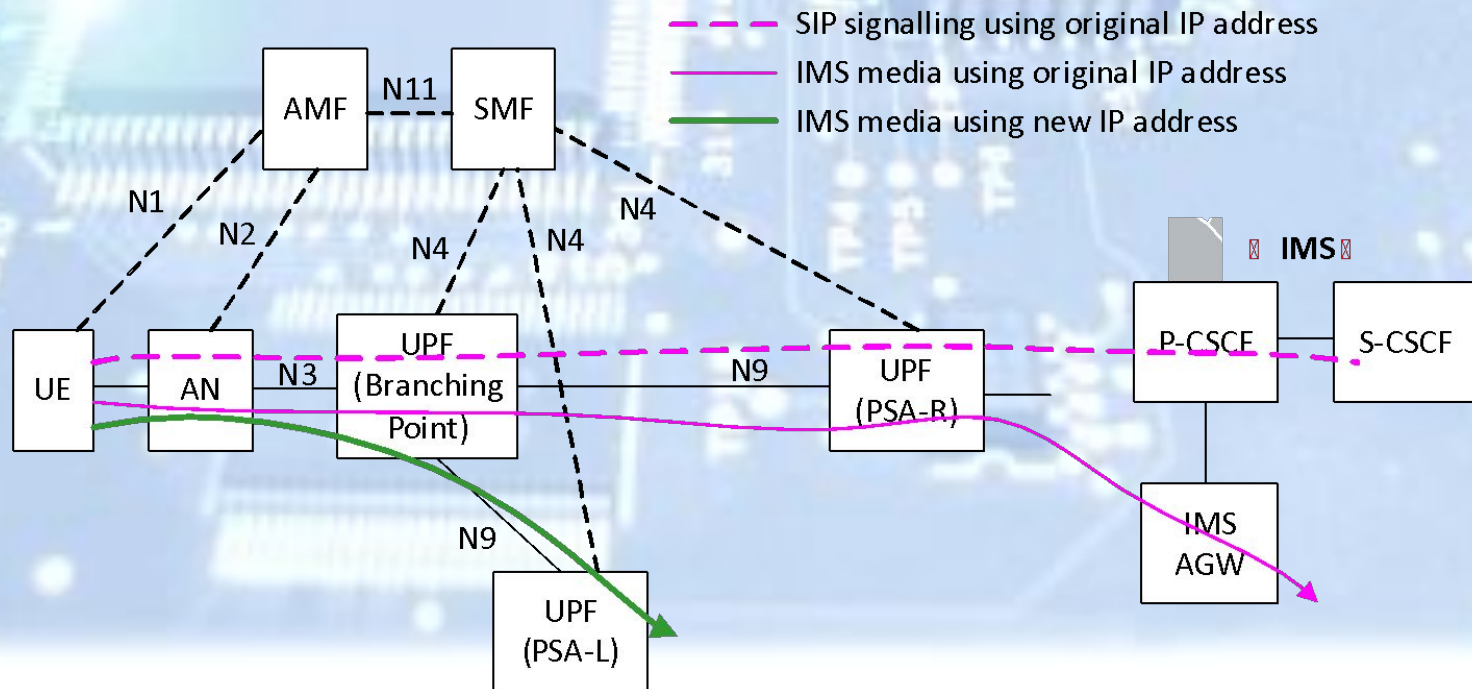 SIP signalling using original IP address
IMS media using original IP address
IMS media using new IP address
AMF
N11
SMF
N1
N2
N4
N4
N4
IMS
UE
AN
N3
UPF
(Branching
Point)
N9
UPF
(PSA-R)
P-CSCF
S-CSCF
N9
IMS
AGW
UPF
(PSA-L)
TP4
TP5